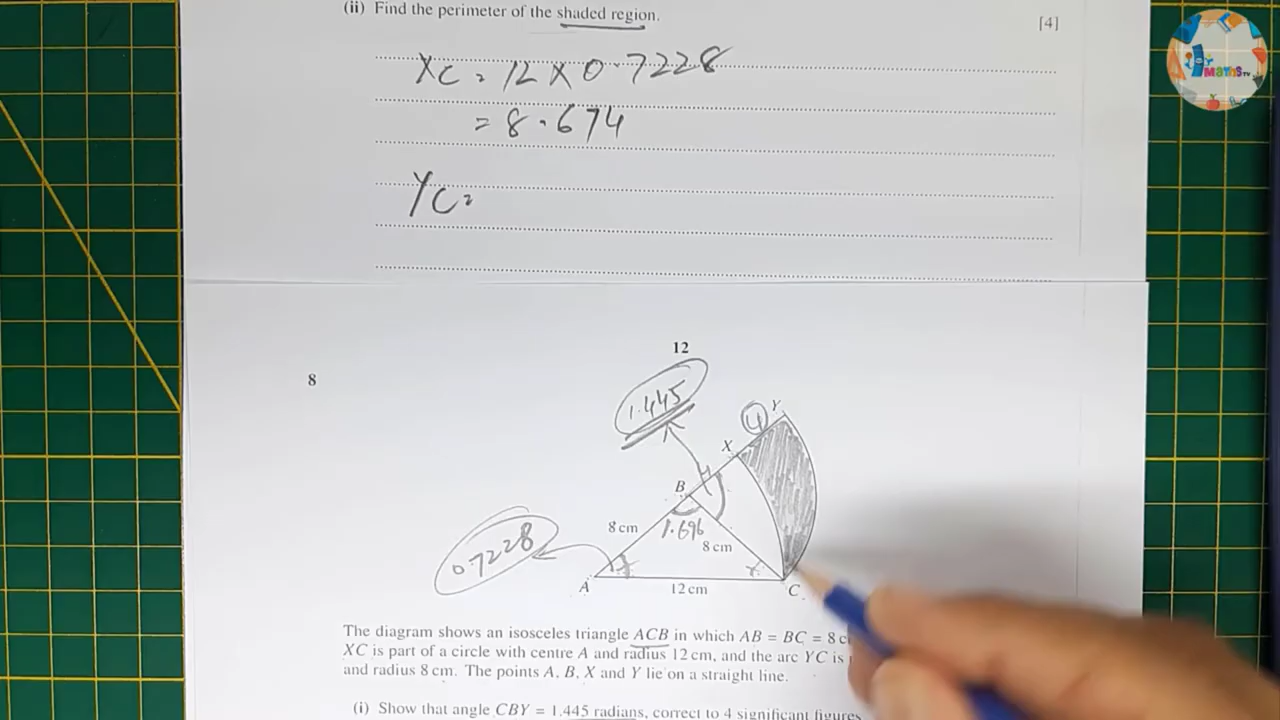 (ii) Find the perimeter of the shaded region.
[4]
XC = 12 x 0.7228
= 8.674
YC =
Maths TV
12
8
1.445
4
Y
X
B
8 cm
1.696
8 cm
0.7228
A
x
x
12 cm
C
The diagram shows an isosceles triangle ACB in which AB = BC = 8 c
XC is part of a circle with centre A and radius 12 cm, and the arc YC is
and radius 8 cm. The points A, B, X and Y lie on a straight line.
(i) Show that angle CBY = 1.445 radians, correct to 4 significant figures